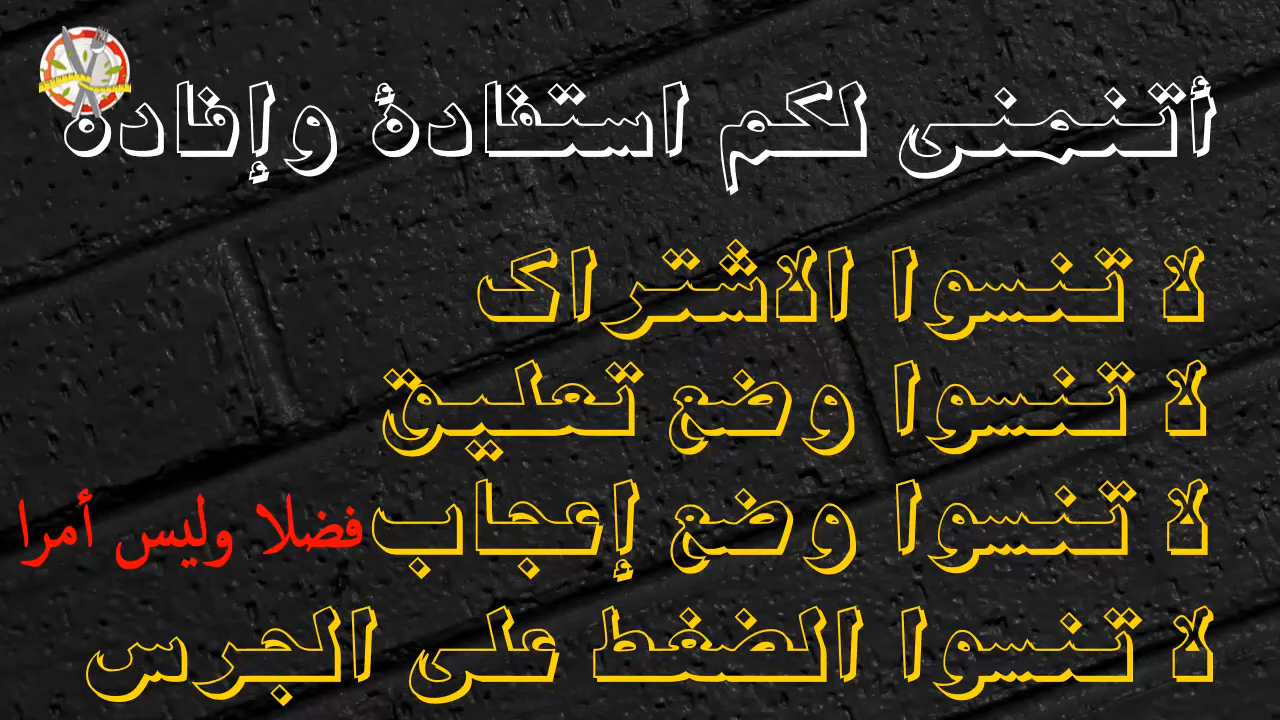 أتنمنى لكم استفادة وإفادة
لا تنسوا الاشتراك
لا تنسوا وضع تعليق
لا تنسوا وضع إعجاب فضلا وليس أمرا
لا تنسوا الضغط على الجرس